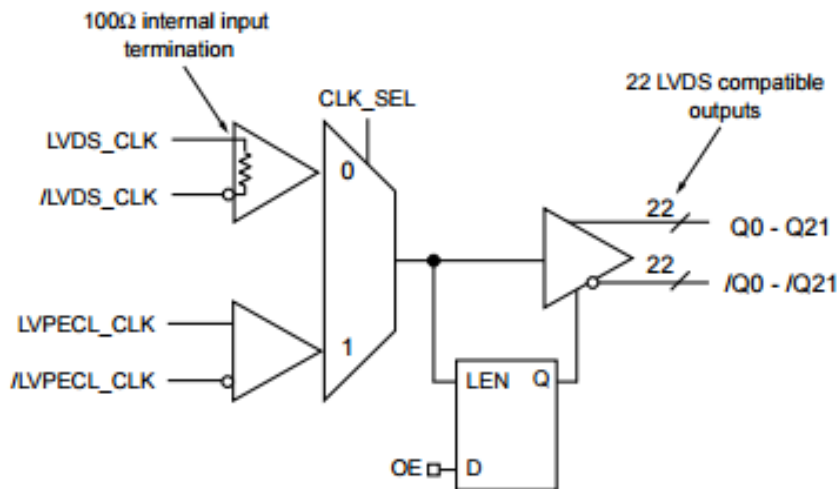 100Ω internal input
termination
CLK_SEL
22 LVDS compatible
outputs
LVDS_CLK
/LVDS_CLK
0
22
Q0 - Q21
22
/Q0 - /Q21
LVPECL_CLK
/LVPECL_CLK
1
LEN Q
OE D